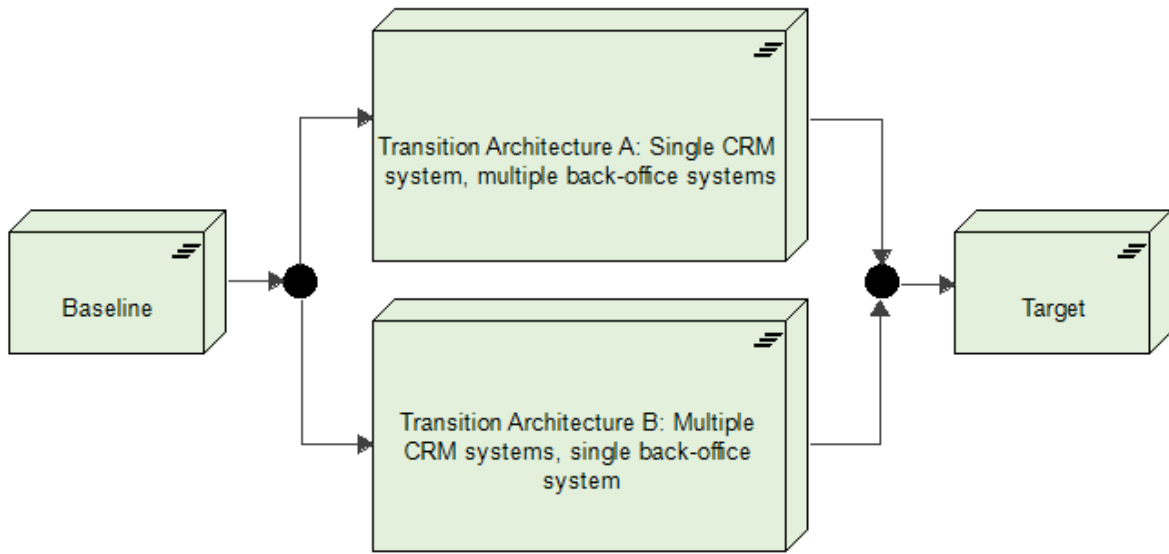 Transition Architecture A: Single CRM
system, multiple back-office systems
Baseline
Target
Transition Architecture B: Multiple
CRM systems, single back-office
system